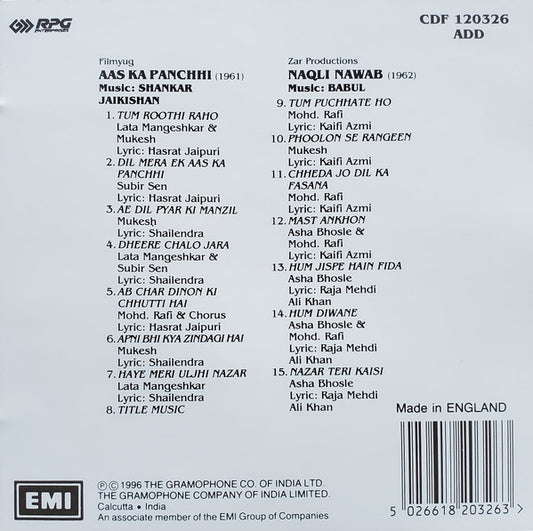 RPG
ENTERPRISES
CDF 120326
ADD
Filmyug
AAS KA PANCHHI (1961)
Music: SHANKAR
JAIKISHAN
1. TUM ROOTHI RAHO
Lata Mangeshkar &
Mukesh
Lyric: Hasrat Jaipuri
2. DIL MERA EK AAS KA
PANCHHI
Subir Sen
Lyric: Hasrat Jaipuri
3. AE DIL PYAR KI MANZIL
Mukesh
Lyric: Shailendra
4. DHEERE CHALO JARA
Lata Mangeshkar &
Subir Sen
Lyric: Shailendra
5. AB CHAR DINON KI
CHHUTTI HAI
Mohd. Rafi & Chorus
Lyric: Hasrat Jaipuri
6. APNI BHI KYA ZINDAGI HAI
Mukesh
Lyric: Shailendra
7. HAYE MERI ULJHI NAZAR
Lata Mangeshkar
Lyric: Shailendra
8. TITLE MUSIC
Zar Productions
NAQLI NAWAB (1962)
Music: BABUL
9. TUM PUCHHATE HO
Mohd. Rafi
Lyric: Kaifi Azmi
10. PHOOLON SE RANGEEN
Mukesh
Lyric: Kaifi Azmi
11. CHHEDA JO DIL KA
FASANA
Mohd. Rafi
Lyric: Kaifi Azmi
12. MAST ANKHON
Asha Bhosle &
Mohd. Rafi
Lyric: Kaifi Azmi
13. HUM JISPE HAIN FIDA
Asha Bhosle
Lyric: Raja Mehdi
Ali Khan
14. HUM DIWANE
Asha Bhosle &
Mohd. Rafi
Lyric: Raja Mehdi
Ali Khan
15. NAZAR TERI KAISI
Asha Bhosle
Lyric: Raja Mehdi
Ali Khan
Made in ENGLAND
5 026618 203263 >
EMI
Ⓟ © 1996 THE GRAMOPHONE CO. OF INDIA LTD.
THE GRAMOPHONE COMPANY OF INDIA LIMITED.
Calcutta • India
An associate member of the EMI Group of Companies